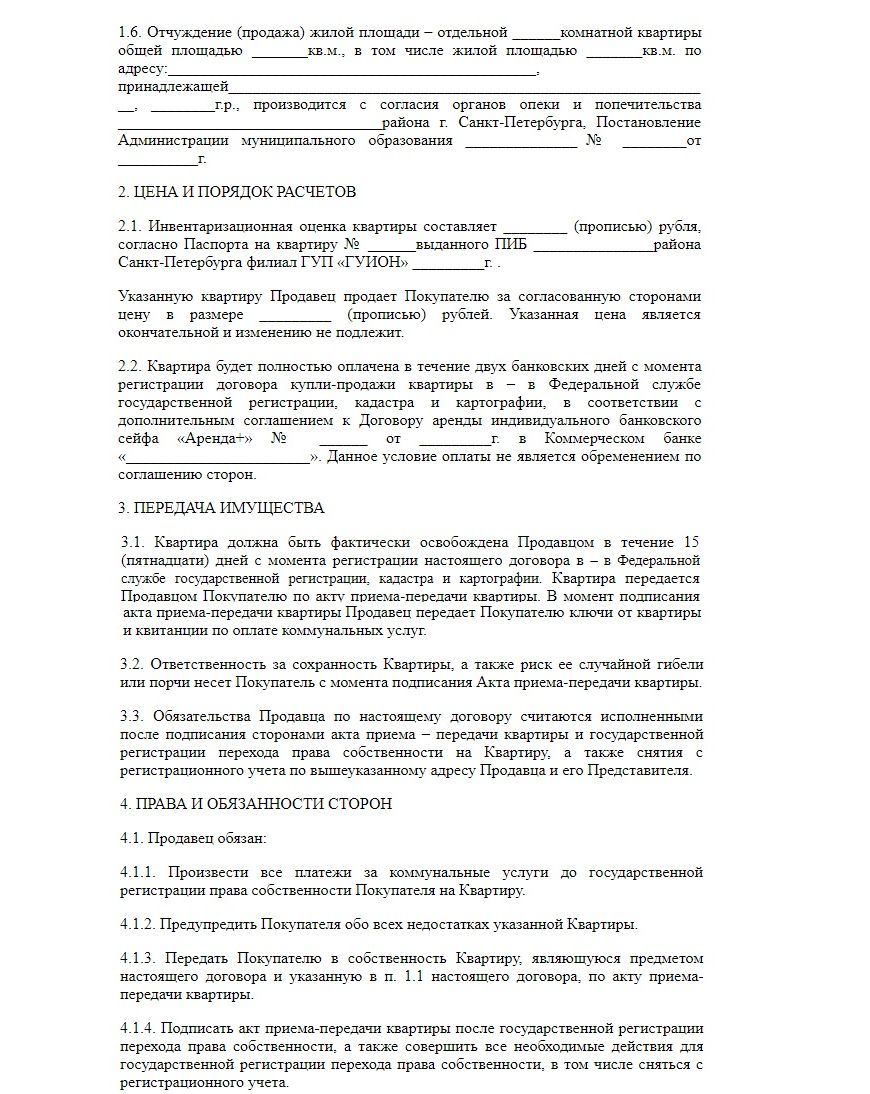 1.6. Отчуждение (продажа) жилой площади – отдельной ______комнатной квартиры
общей площадью _______кв.м., в том числе жилой площадью _______кв.м. по
адресу:______________________________________________,
принадлежащей___________________________________________________________
__, ________г.р., производится с согласия органов опеки и попечительства
_________________________________района г. Санкт-Петербурга, Постановление
Администрации муниципального образования ______________ № ________от
__________г.
2. ЦЕНА И ПОРЯДОК РАСЧЕТОВ
2.1. Инвентаризационная оценка квартиры составляет ________ (прописью) рубля,
согласно Паспорта на квартиру № ______выданного ПИБ _______________района
Санкт-Петербурга филиал ГУП «ГУИОН» _________г. .
Указанную квартиру Продавец продает Покупателю за согласованную сторонами
цену в размере _________ (прописью) рублей. Указанная цена является
окончательной и изменению не подлежит.
2.2. Квартира будет полностью оплачена в течение двух банковских дней с момента
регистрации договора купли-продажи квартиры в – в Федеральной службе
государственной регистрации, кадастра и картографии, в соответствии с
дополнительным соглашением к Договору аренды индивидуального банковского
сейфа «Аренда+» № ______ от _________г. в Коммерческом банке
«_______________________». Данное условие оплаты не является обременением по
соглашению сторон.
3. ПЕРЕДАЧА ИМУЩЕСТВА
3.1. Квартира должна быть фактически освобождена Продавцом в течение 15
(пятнадцати) дней с момента регистрации настоящего договора в – в Федеральной
службе государственной регистрации, кадастра и картографии. Квартира передается
Продавцом Покупателю по акту приема-передачи квартиры. В момент подписания
акта приема-передачи квартиры Продавец передает Покупателю ключи от квартиры
и квитанции по оплате коммунальных услуг.
3.2. Ответственность за сохранность Квартиры, а также риск ее случайной гибели
или порчи несет Покупатель с момента подписания Акта приема-передачи квартиры.
3.3. Обязательства Продавца по настоящему договору считаются исполненными
после подписания сторонами акта приема – передачи квартиры и государственной
регистрации перехода права собственности на Квартиру, а также снятия с
регистрационного учета по вышеуказанному адресу Продавца и его Представителя.
4. ПРАВА И ОБЯЗАННОСТИ СТОРОН
4.1. Продавец обязан:
4.1.1. Произвести все платежи за коммунальные услуги до государственной
регистрации права собственности Покупателя на Квартиру.
4.1.2. Предупредить Покупателя обо всех недостатках указанной Квартиры.
4.1.3. Передать Покупателю в собственность Квартиру, являющуюся предметом
настоящего договора и указанную в п. 1.1 настоящего договора, по акту приема-
передачи квартиры.
4.1.4. Подписать акт приема-передачи квартиры после государственной регистрации
перехода права собственности, а также совершить все необходимые действия для
государственной регистрации перехода права собственности, в том числе сняться с
регистрационного учета.